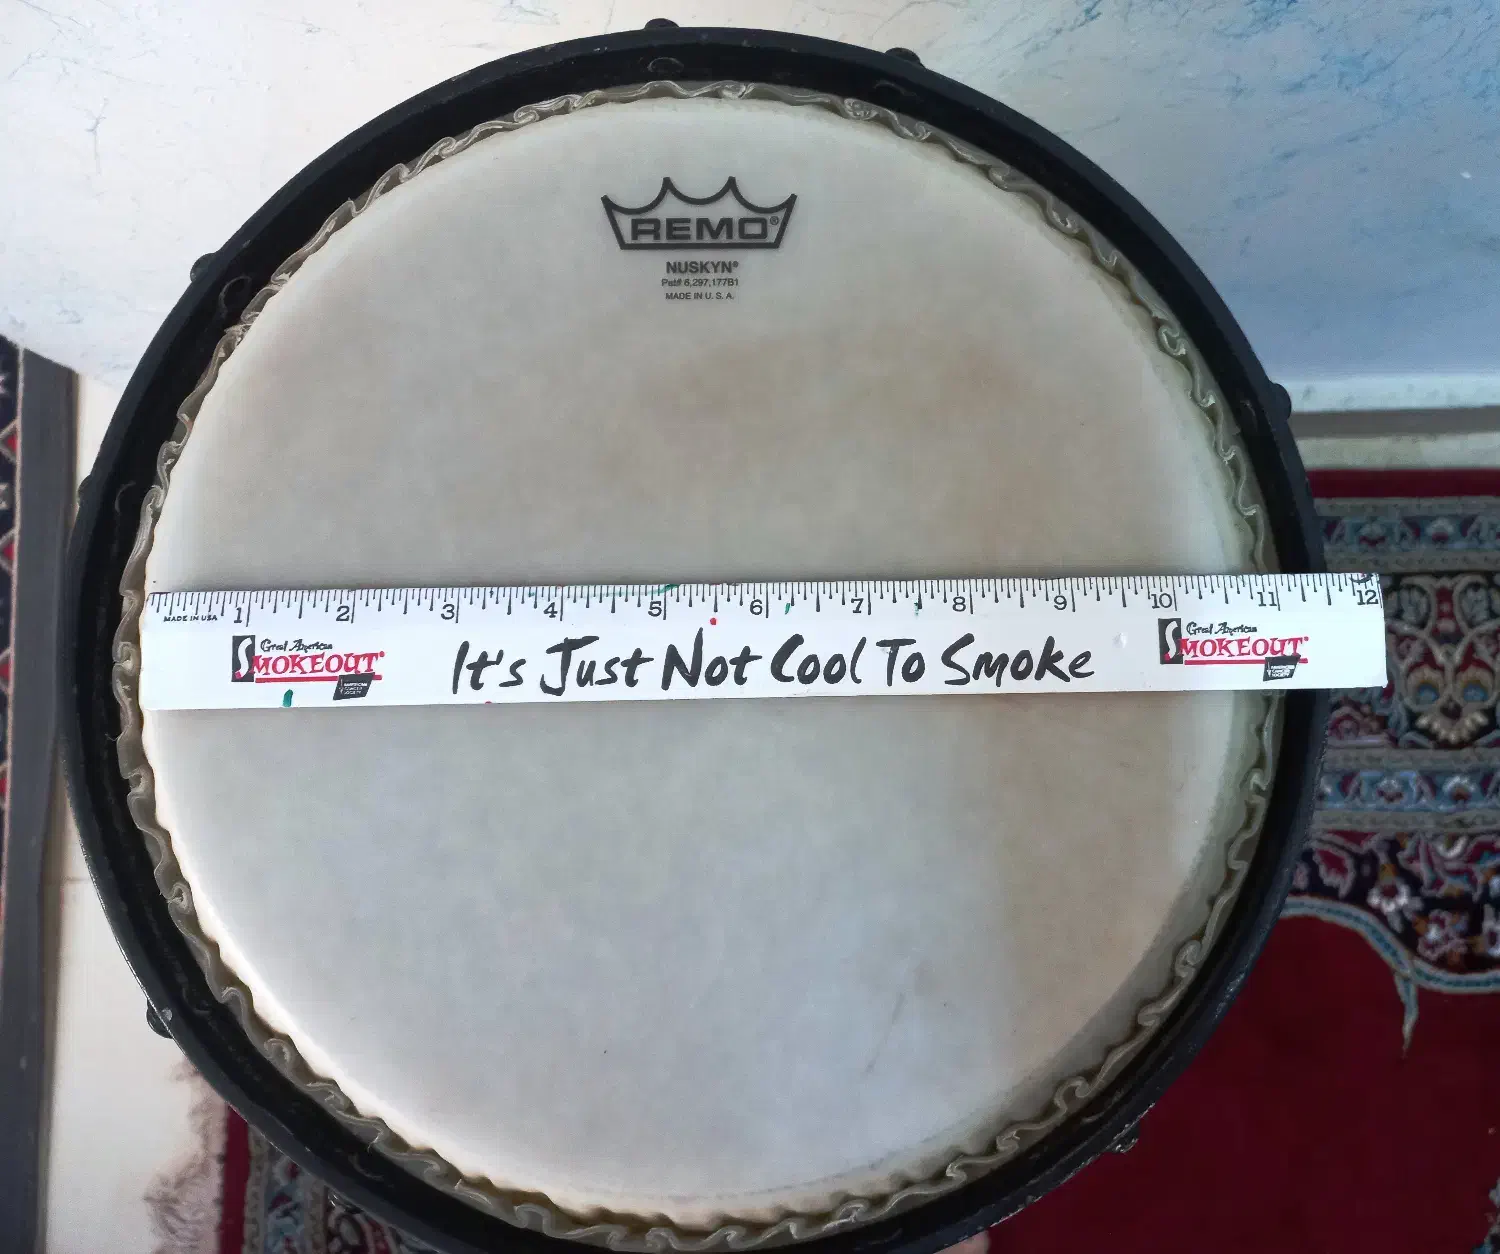 REMO®
NUSKYN®
Pat# 6,297,177B1
MADE IN U.S.A.
1 2 3 4 5 6 7 8 9 10 11 12
MADE IN USA
Great American
SMOKEOUT®
It's Just Not Cool To Smoke
Great American
SMOKEOUT®